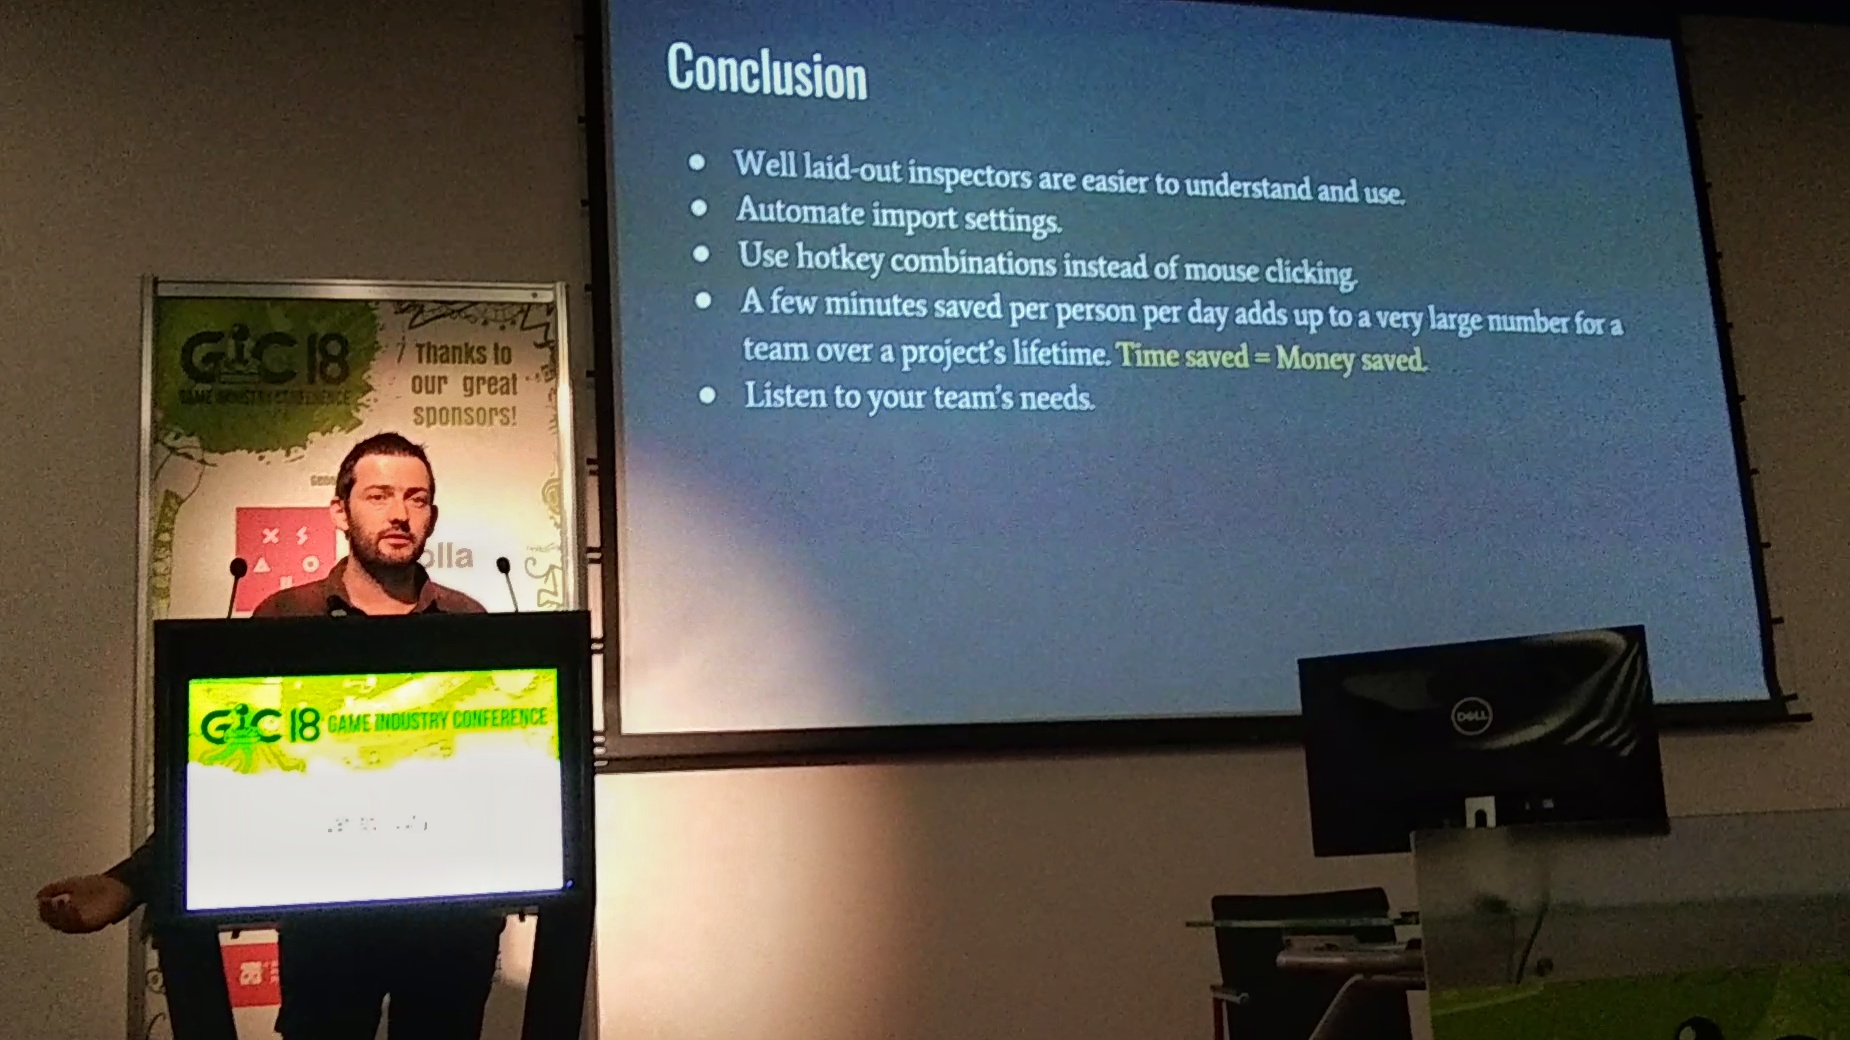 Conclusion
● Well laid-out inspectors are easier to understand and use.
● Automate import settings.
● Use hotkey combinations instead of mouse clicking.
● A few minutes saved per person per day adds up to a very large number for a
team over a project's lifetime. Time saved = Money saved.
● Listen to your team's needs.
GIC 18
GAME INDUSTRY CONFERENCE
Thanks to
our great
sponsors!
olla
GIC 18 GAME INDUSTRY CONFERENCE
DELL